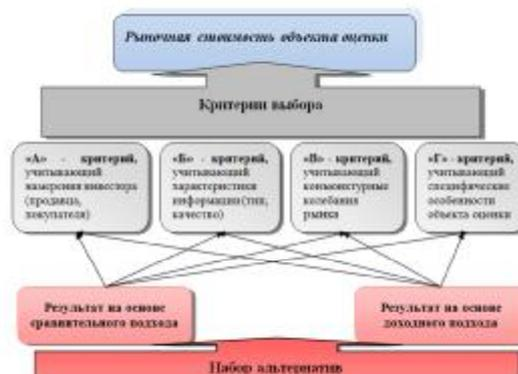 Рыночная стоимость объекта оценки
Критерии выбора
«А» - критерий,
учитывающий
намерения инвестора
(продавца,
покупателя)
«Б» - критерий,
учитывающий
характеристики
информации (тип,
качество)
«В» - критерий,
учитывающий
конъюнктурные
колебания
рынка
«Г» - критерий,
учитывающий
специфические
особенности
объекта оценки
Результат на основе
сравнительного подхода
Результат на основе
доходного подхода
Набор альтернатив